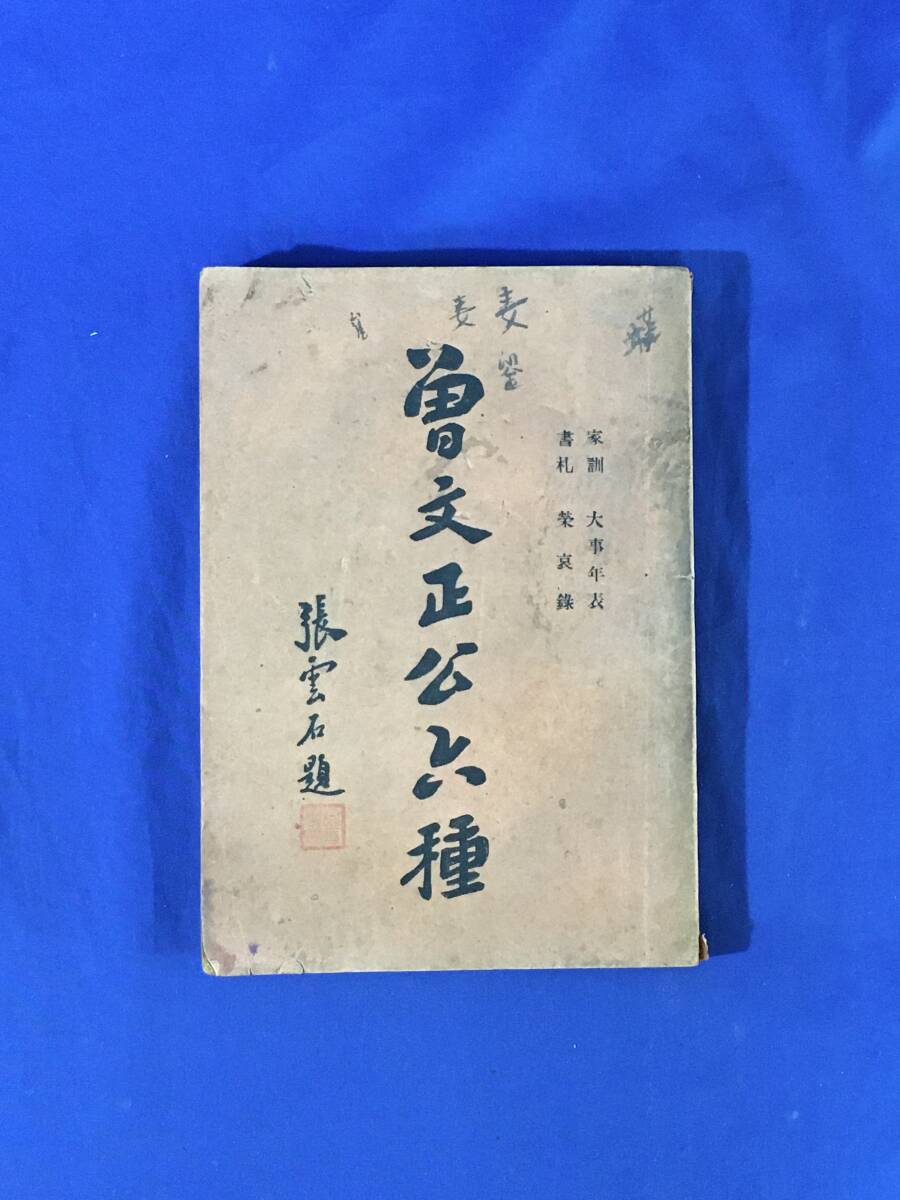 家訓 大事年表
書札 榮哀錄
曾文正公六種
張雲石題